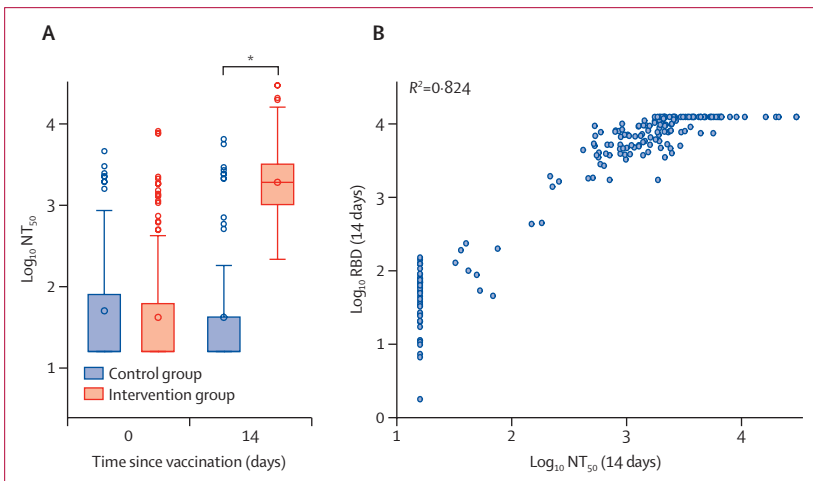 A
*
Log₁₀ NT₅₀
4
3
2
1
Control group
Intervention group
0
14
Time since vaccination (days)
B
R²=0·824
Log₁₀ RBD (14 days)
4
3
2
1
0
1
2
3
4
Log₁₀ NT₅₀ (14 days)